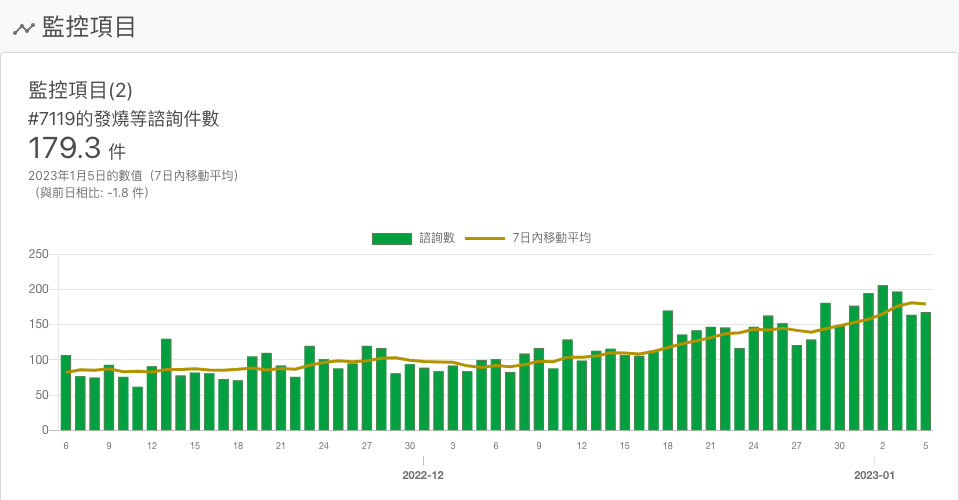 監控項目
監控項目(2)
#7119的發燒等諮詢件數
179.3 件
2023年1月5日的數值（7日內移動平均）
（與前日相比: -1.8 件）
諮詢數 7日內移動平均
250
200
150
100
50
0
6 9 12 15 18 21 24 27 30 3 6 9 12 15 18 21 24 27 30 2 5
2022-12 2023-01